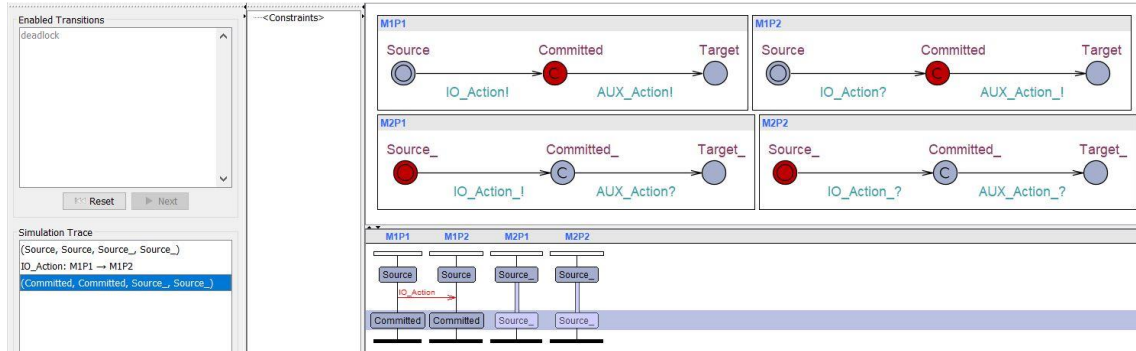 Enabled Transitions
deadlock
Reset
Next
Simulation Trace
(Source, Source, Source_, Source_)
IO_Action: M1P1 → M1P2
(Committed, Committed, Source_, Source_)
<Constraints>
M1P1
Source
Committed
Target
C
IO_Action!
AUX_Action!
M1P2
Source
Committed
Target
C
IO_Action?
AUX_Action_!
M2P1
Source_
Committed_
Target_
C
IO_Action_!
AUX_Action?
M2P2
Source_
Committed_
Target_
C
IO_Action_?
AUX_Action_?
M1P1 M1P2 M2P1 M2P2
Source Source Source_ Source_
IO_Action
Committed Committed Source_ Source_